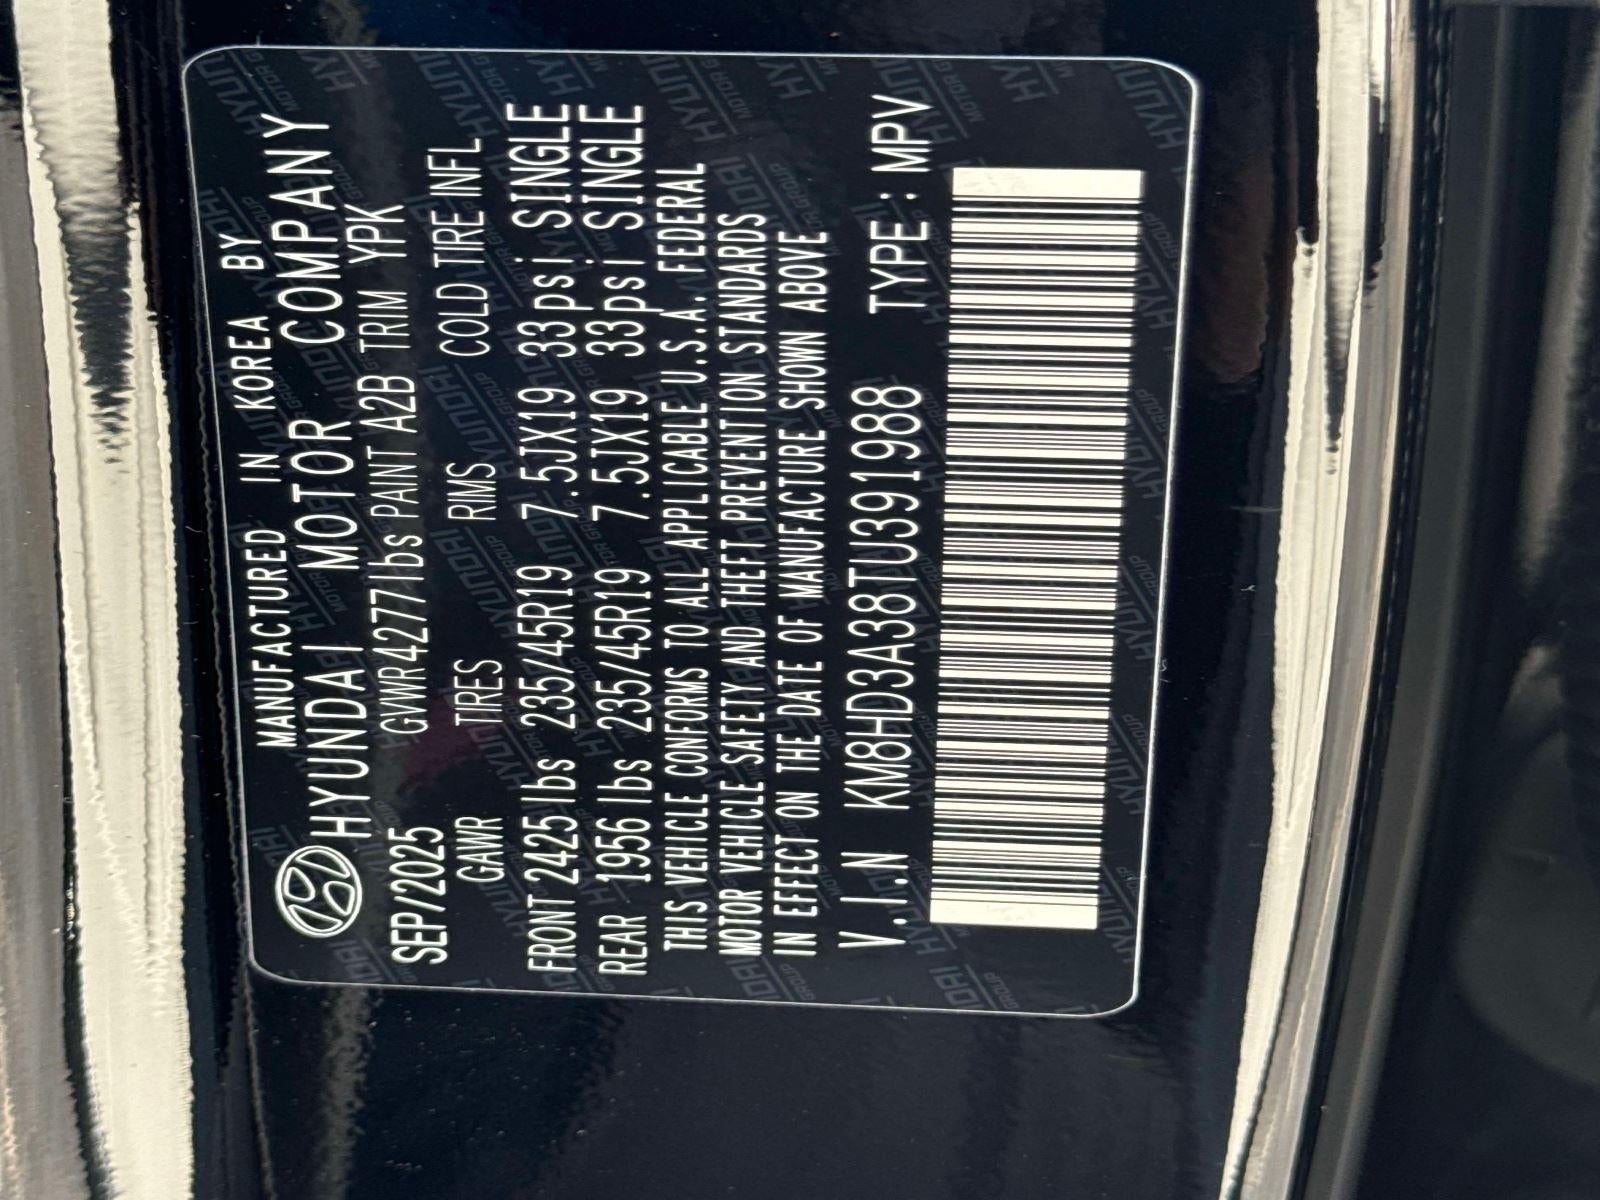 MANUFACTURED IN KOREA BY
HYUNDAI MOTOR COMPANY
SEP/2025 GVWR4277lbs PAINT A2B TRIM YPK
GAWR TIRES RIMS COLD TIRE INFL
FRONT 2425lbs 235/45R19 7.5JX19 33psi SINGLE
REAR 1956lbs 235/45R19 7.5JX19 33psi SINGLE
THIS VEHICLE CONFORMS TO ALL APPLICABLE U.S.A. FEDERAL
MOTOR VEHICLE SAFETY AND THEFT PREVENTION STANDARDS
IN EFFECT ON THE DATE OF MANUFACTURE SHOWN ABOVE
V.I.N KM8HD3A38TU391988 TYPE : MPV